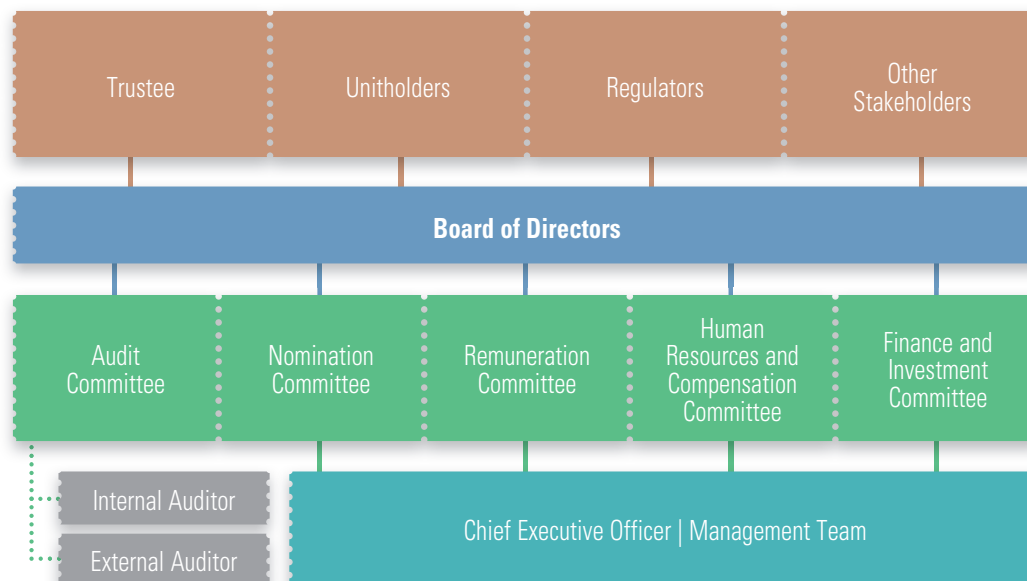 Trustee
Unitholders
Regulators
Other
Stakeholders
Board of Directors
Audit
Committee
Nomination
Committee
Remuneration
Committee
Human
Resources and
Compensation
Committee
Finance and
Investment
Committee
Internal Auditor
External Auditor
Chief Executive Officer | Management Team